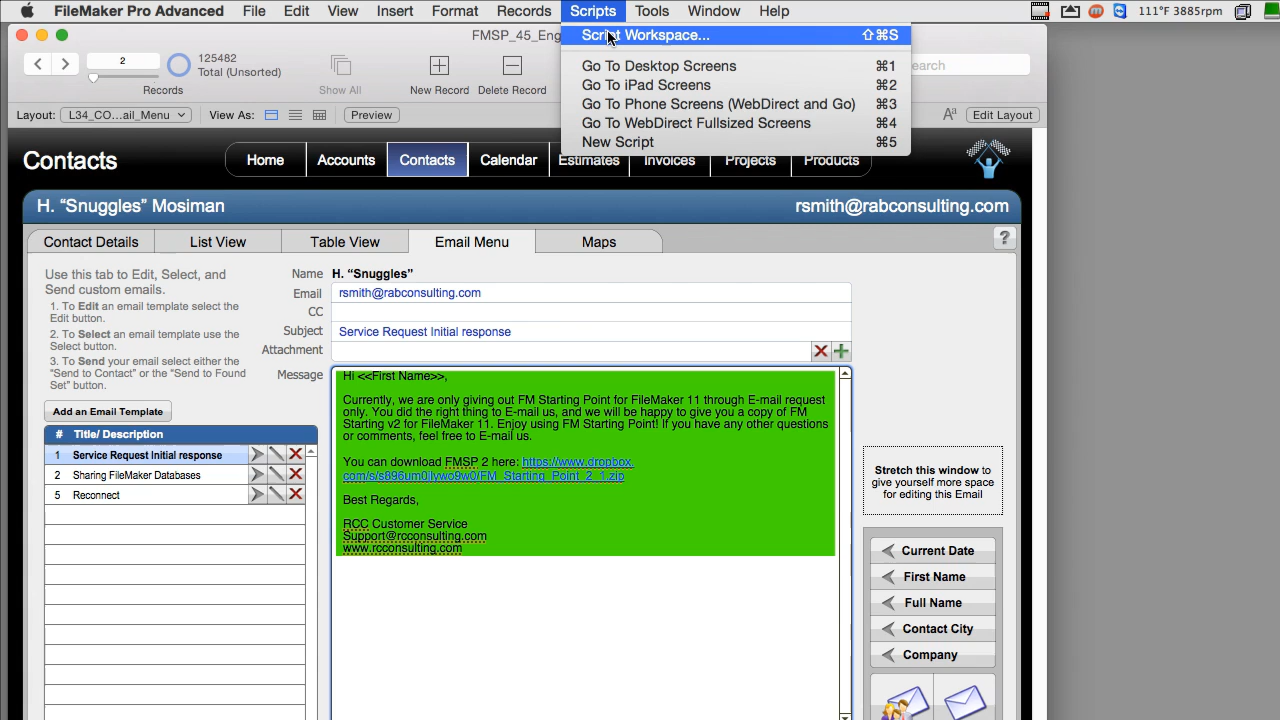 FileMaker Pro Advanced File Edit View Insert Format Records Scripts Tools Window Help 111°F 3885rpm
FMSP_45_Eng
Script Workspace... ⇧⌘S
Go To Desktop Screens ⌘1
Go To iPad Screens ⌘2
Go To Phone Screens (WebDirect and Go) ⌘3
Go To WebDirect Fullsized Screens ⌘4
New Script ⌘5
2
125482
Total (Unsorted)
Records
Show All
New Record
Delete Record
earch
Layout: L34_CO...ail_Menu View As: Preview Aa Edit Layout
Contacts
Home Accounts Contacts Calendar Estimates Invoices Projects Products
H. “Snuggles” Mosiman rsmith@rabconsulting.com
Contact Details List View Table View Email Menu Maps ?
Use this tab to Edit, Select, and
Send custom emails.
1. To Edit an email template select the
Edit button.
2. To Select an email template use the
Select button.
3. To Send your email select either the
"Send to Contact" or the "Send to Found
Set" button.
Add an Email Template
# Title/ Description
1 Service Request Initial response
2 Sharing FileMaker Databases
5 Reconnect
Name H. “Snuggles”
Email rsmith@rabconsulting.com
CC
Subject Service Request Initial response
Attachment
Message
Hi <<First Name>>,
Currently, we are only giving out FM Starting Point for FileMaker 11 through E-mail request
only. You did the right thing to E-mail us, and we will be happy to give you a copy of FM
Starting v2 for FileMaker 11. Enjoy using FM Starting Point! If you have any other questions
or comments, feel free to E-mail us.
You can download FMSP 2 here: https://www.dropbox.
Best Regards,
RCC Customer Service
Support@rcconsulting.com
www.rcconsulting.com
Stretch this window to
give yourself more space
for editing this Email
Current Date
First Name
Full Name
Contact City
Company